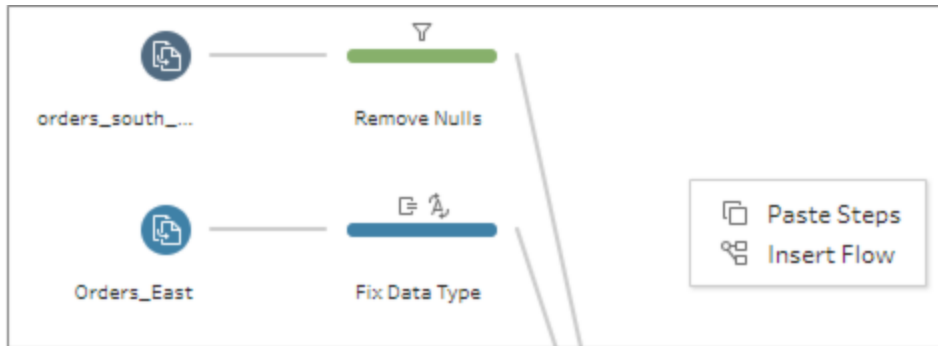 orders_south_...
Remove Nulls
Paste Steps
Insert Flow
Orders_East
Fix Data Type